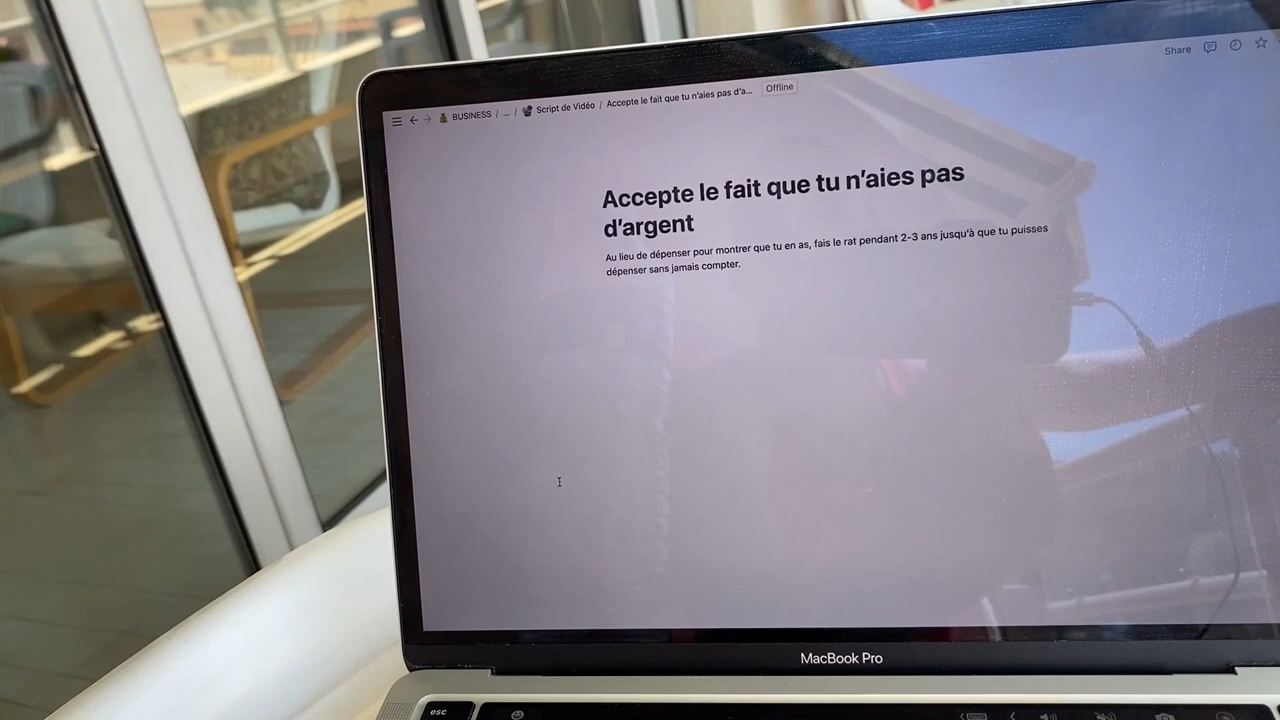 BUSINESS / ... / Script de Vidéo / Accepte le fait que tu n'aies pas d'a... Offline
Share
Accepte le fait que tu n'aies pas
d'argent
Au lieu de dépenser pour montrer que tu en as, fais le rat pendant 2-3 ans jusqu'à que tu puisses
dépenser sans jamais compter.
MacBook Pro
esc